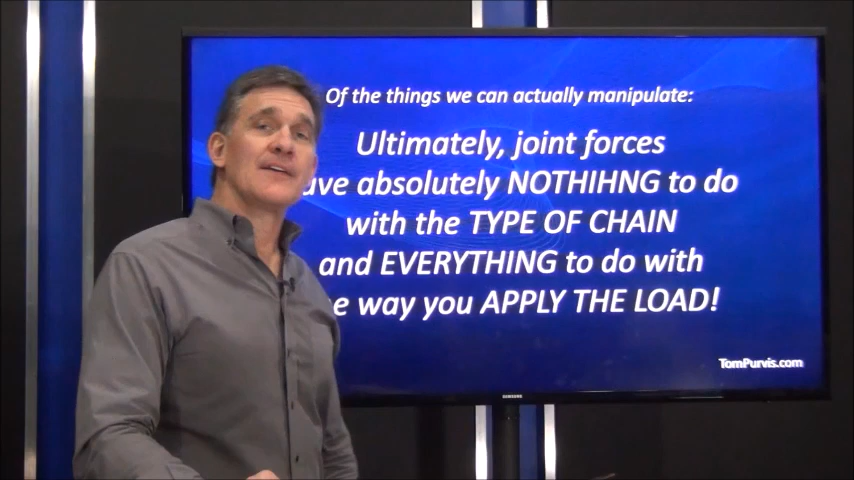 Of the things we can actually manipulate:
Ultimately, joint forces
ave absolutely NOTHIHNG to do
with the TYPE OF CHAIN
and EVERYTHING to do with
e way you APPLY THE LOAD!
TomPurvis.com
SAMSUNG